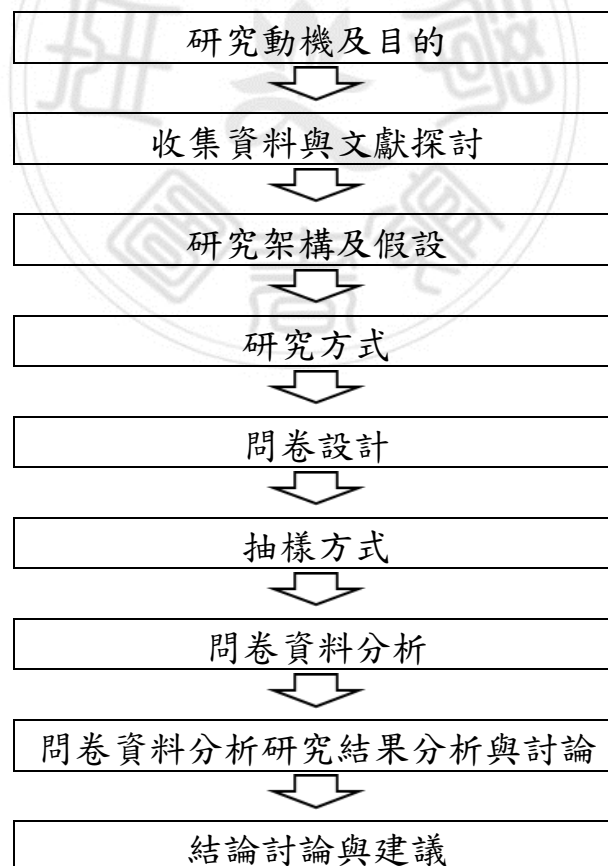 研究動機及目的
收集資料與文獻探討
研究架構及假設
研究方式
問卷設計
抽樣方式
問卷資料分析
問卷資料分析研究結果分析與討論
結論討論與建議